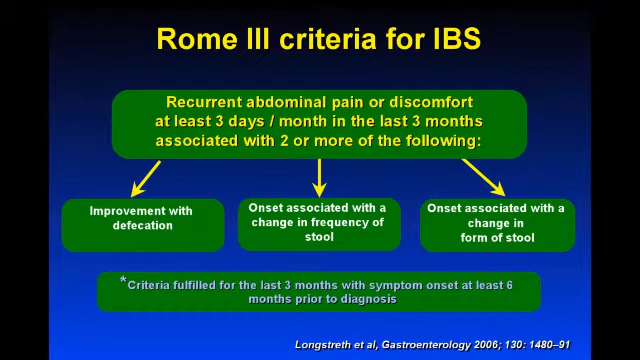 Rome III criteria for IBS
Recurrent abdominal pain or discomfort
at least 3 days / month in the last 3 months
associated with 2 or more of the following:
Improvement with
defecation
Onset associated with a
change in frequency of
stool
Onset associated with a
change in
form of stool
*Criteria fulfilled for the last 3 months with symptom onset at least 6
months prior to diagnosis
Longstreth et al, Gastroenterology 2006; 130: 1480–91